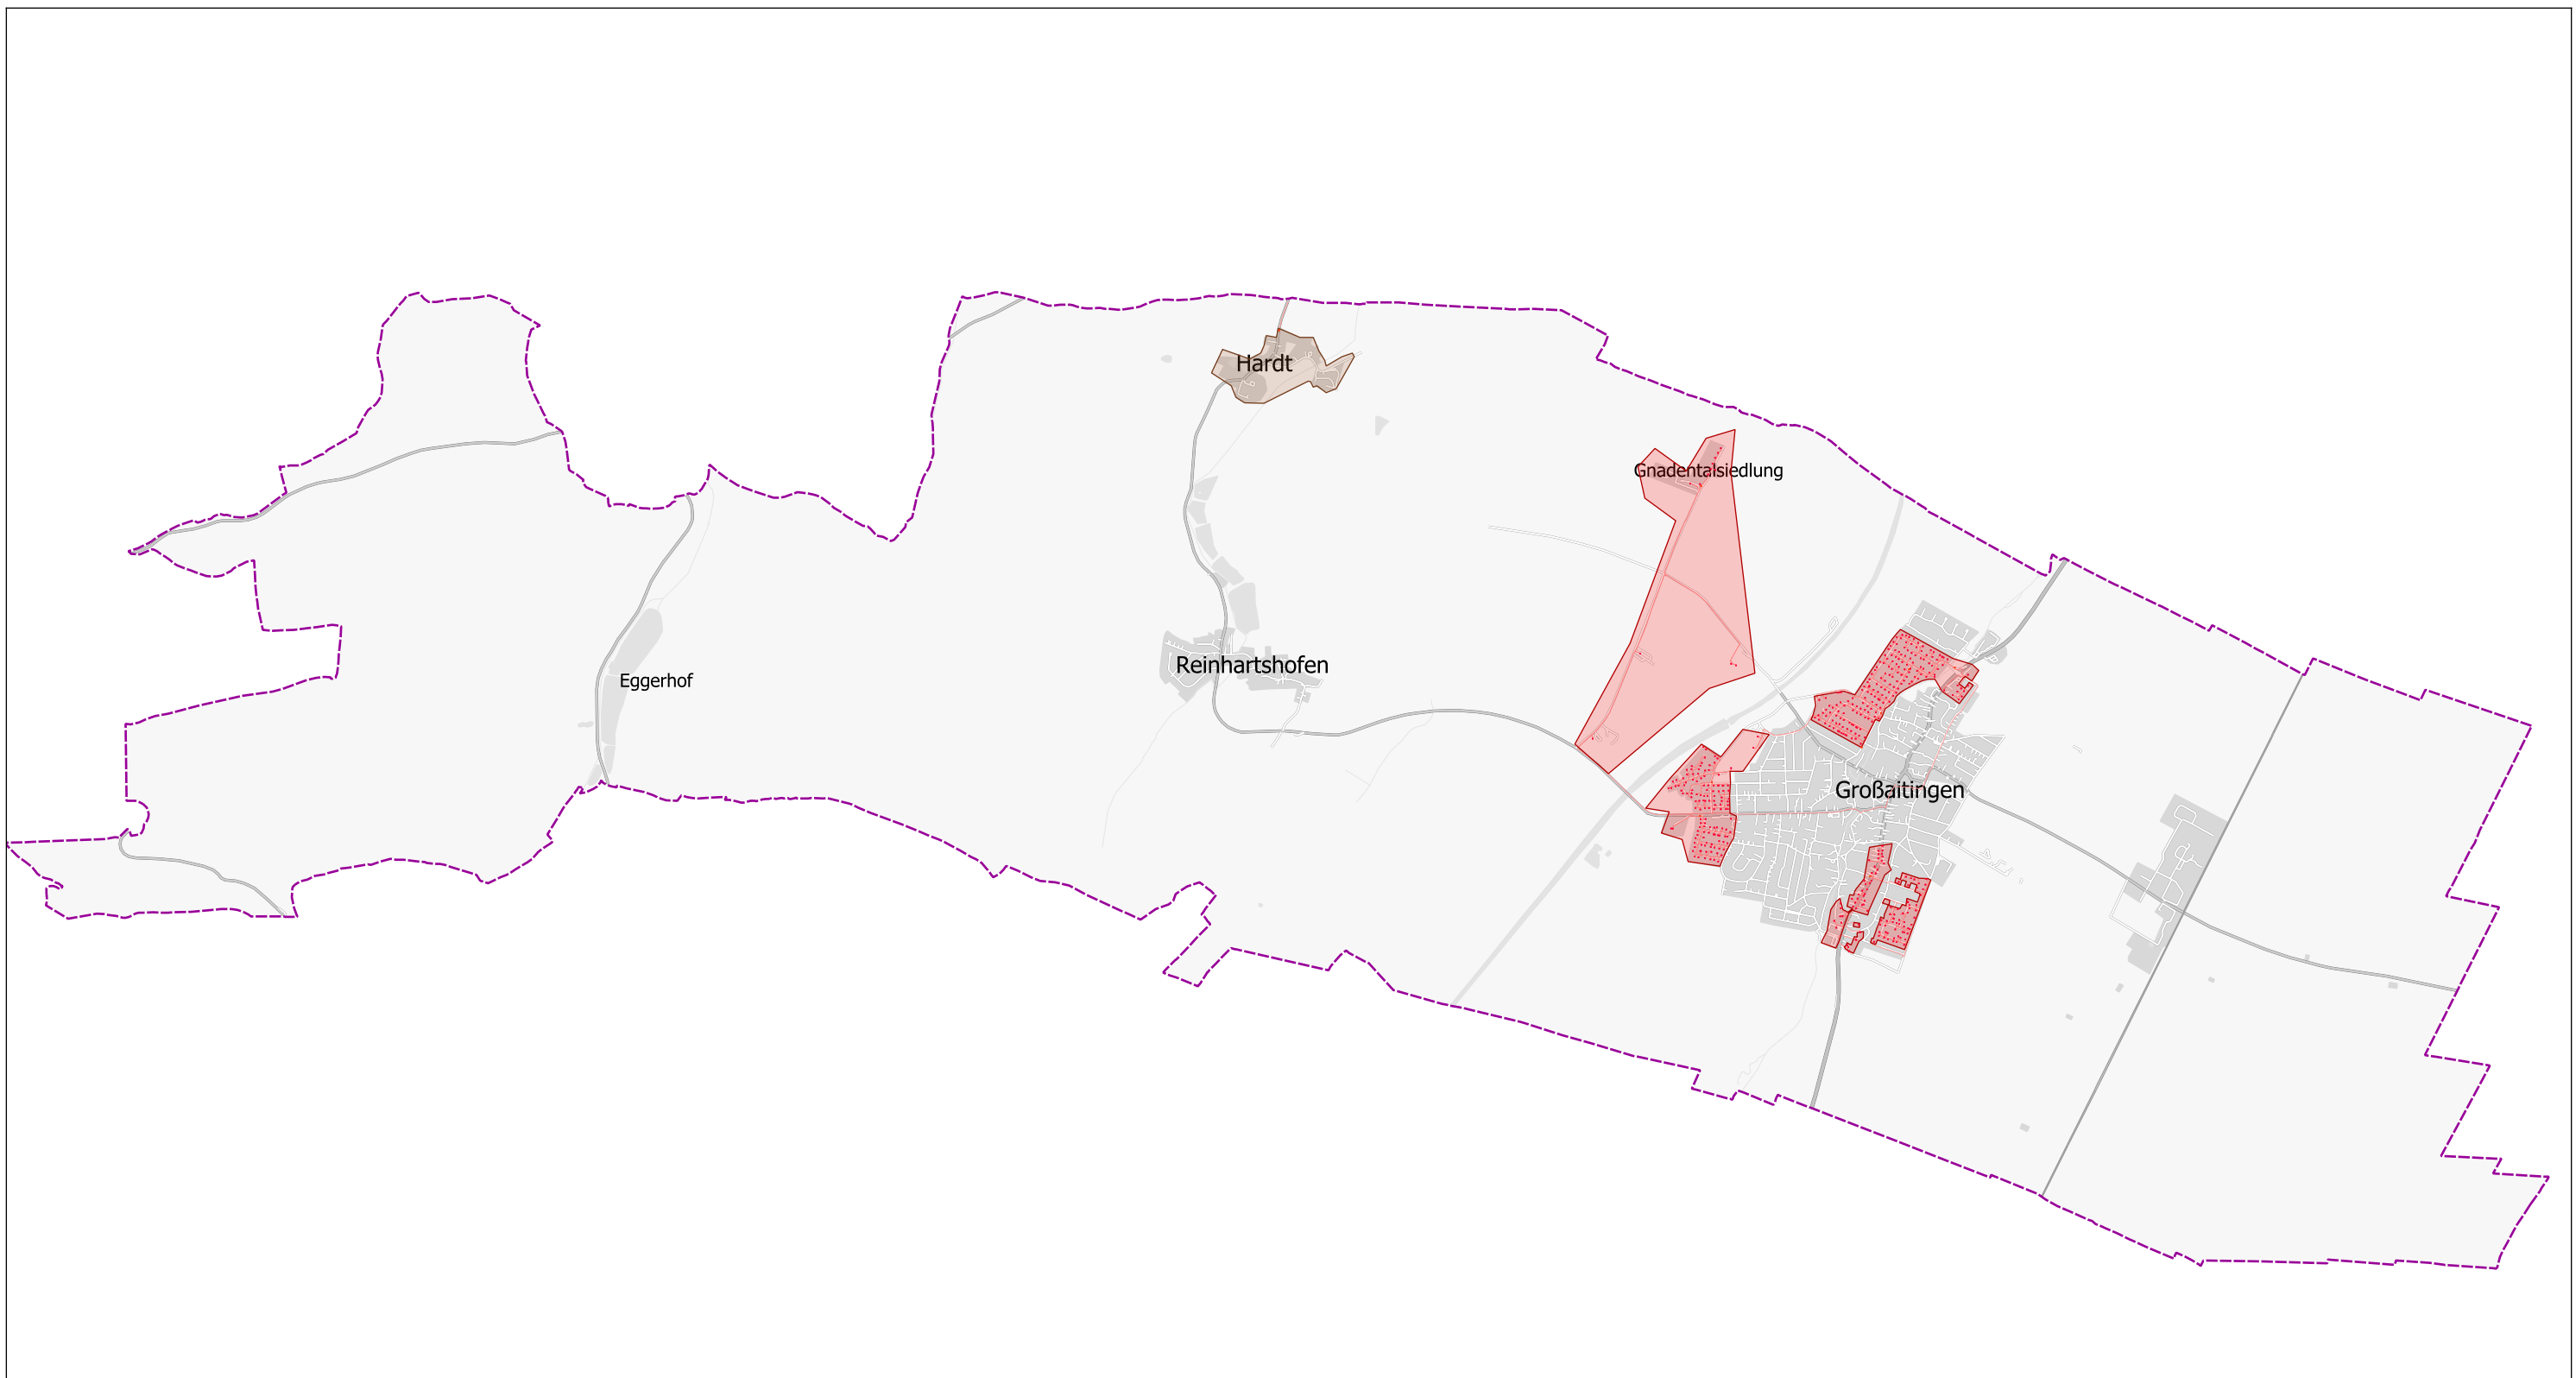 Hardt
Gnadentalsiedlung
Reinhartshofen
Eggerhof
Großaitingen